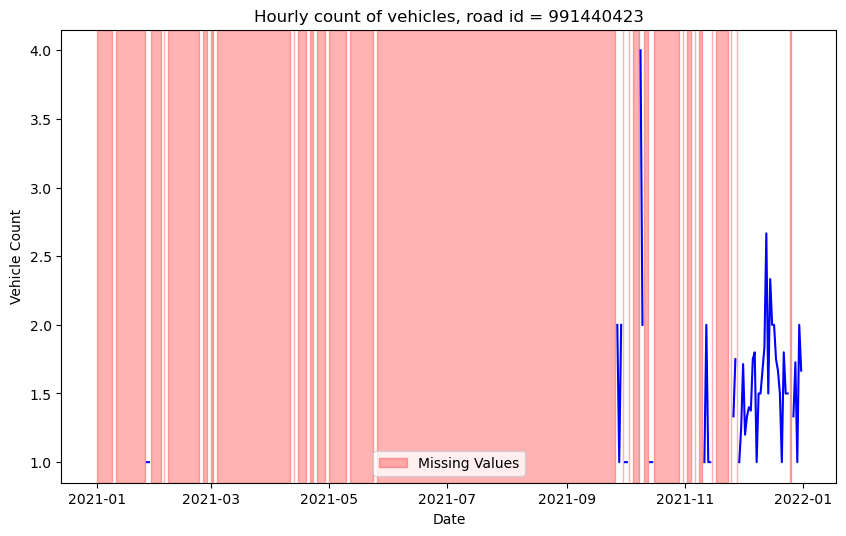 Hourly count of vehicles, road id = 991440423
Vehicle Count
4.0
3.5
3.0
2.5
2.0
1.5
1.0
Missing Values
2021-01 2021-03 2021-05 2021-07 2021-09 2021-11 2022-01
Date